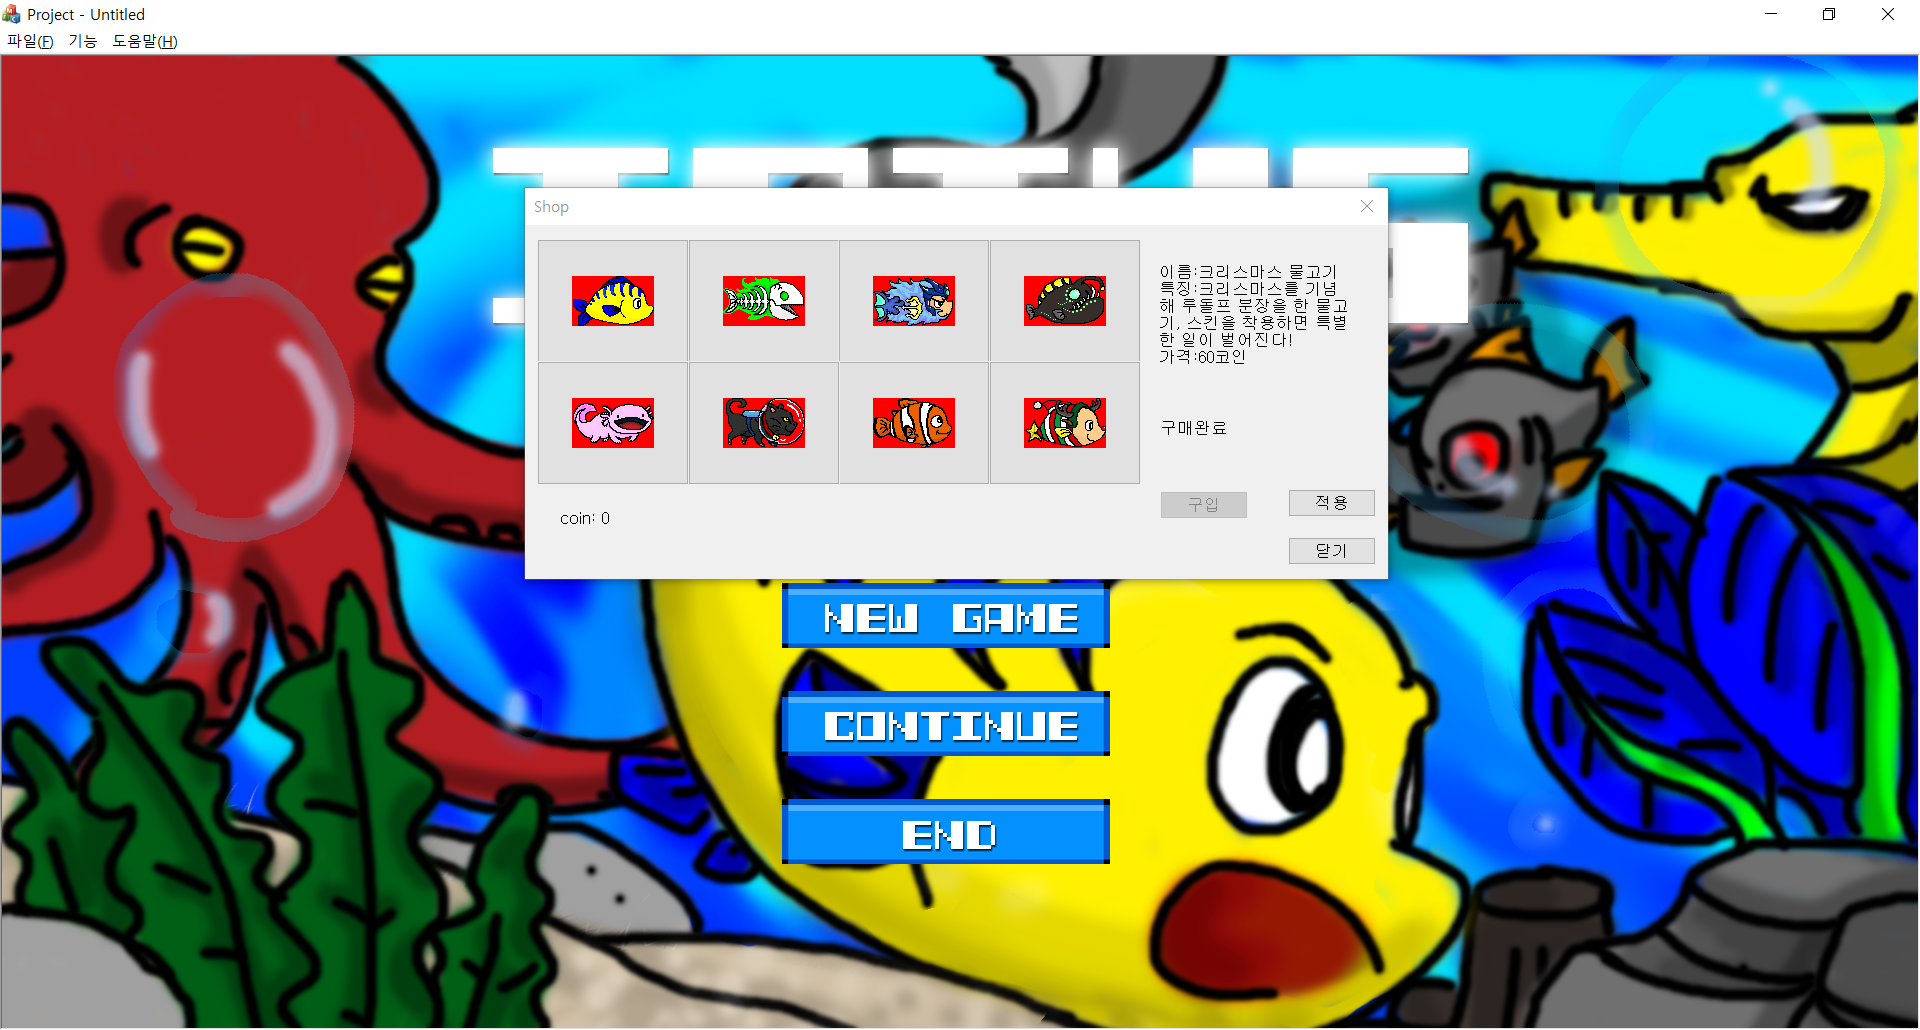 Project - Untitled
파일(F) 기능 도움말(H)
Shop
이름:크리스마스 물고기
특징:크리스마스를 기념
해 루돌프 분장을 한 물고
기, 스킨을 착용하면 특별
한 일이 벌어진다!
가격:60코인
구매완료
구입 적용
coin: 0
닫기
NEW GAME
CONTINUE
END